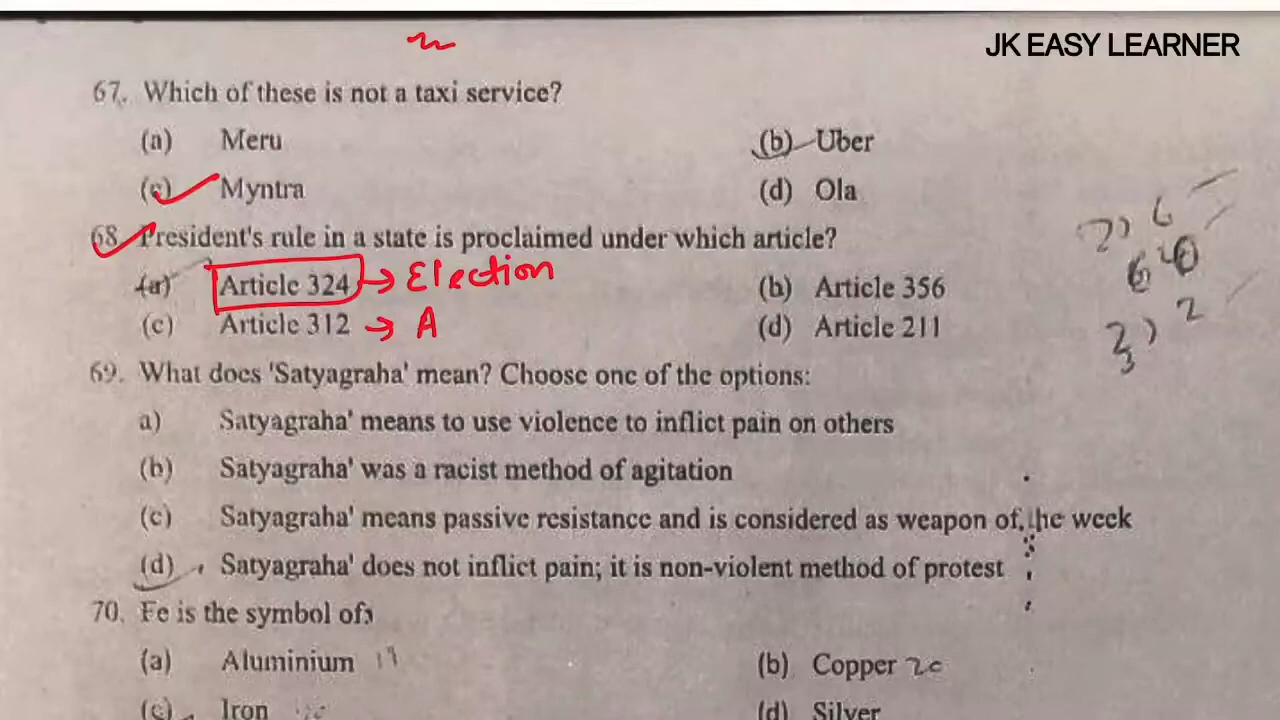 JK EASY LEARNER
67. Which of these is not a taxi service?
(a) Meru (b) Uber
(c) Myntra (d) Ola
68. President's rule in a state is proclaimed under which article?
(a) Article 324 → Election (b) Article 356
(c) Article 312 → A (d) Article 211
69. What does 'Satyagraha' mean? Choose one of the options:
a) Satyagraha' means to use violence to inflict pain on others
(b) Satyagraha' was a racist method of agitation
(c) Satyagraha' means passive resistance and is considered as weapon of the week
(d) Satyagraha' does not inflict pain; it is non-violent method of protest
70. Fe is the symbol of:
(a) Aluminium (b) Copper
(c) Iron (d) Silver